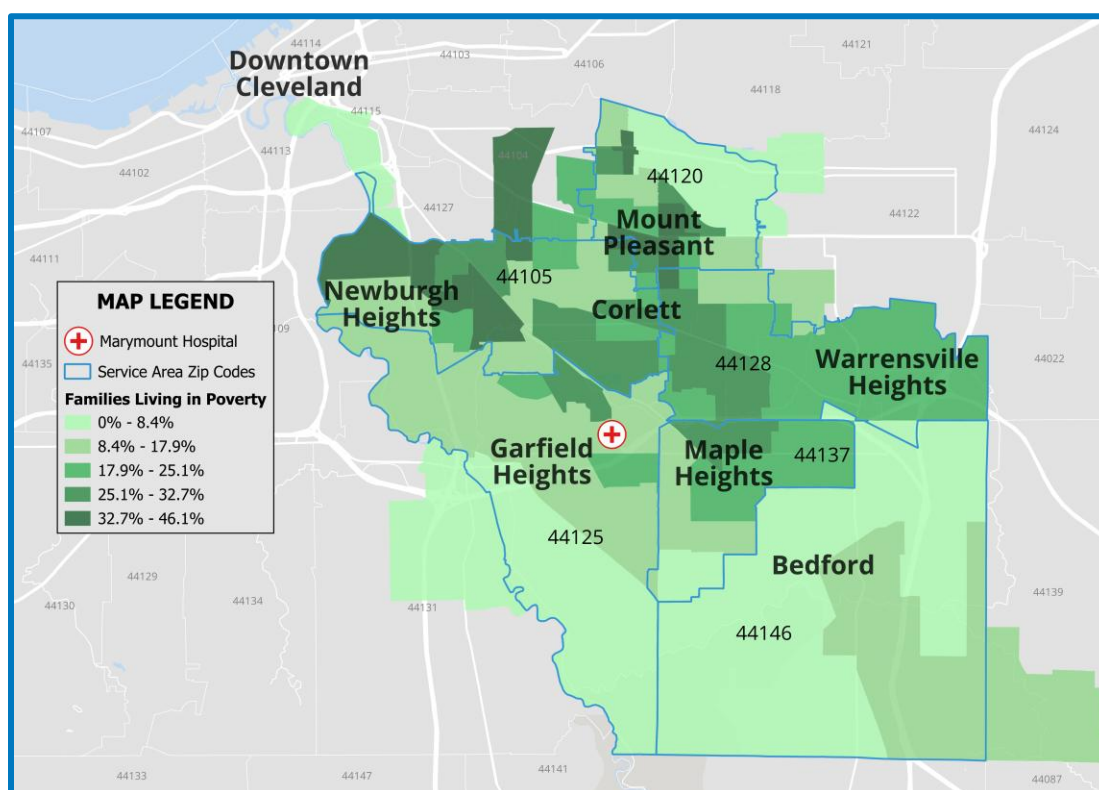 Downtown
Cleveland
44114
44103
44106
44121
44118
44124
44107
44115
44113
44102
44104
44120
44127
44122
Mount
Pleasant
44111
44105
Newburgh
Heights
Corlett
MAP LEGEND
Marymount Hospital
Service Area Zip Codes
Families Living in Poverty
0% - 8.4%
8.4% - 17.9%
17.9% - 25.1%
25.1% - 32.7%
32.7% - 46.1%
44135
44128
Warrensville
Heights
44022
Garfield
Heights
Maple
Heights
44137
44125
Bedford
44129
44130
44134
44131
44139
44146
44133
44147
44141
44087